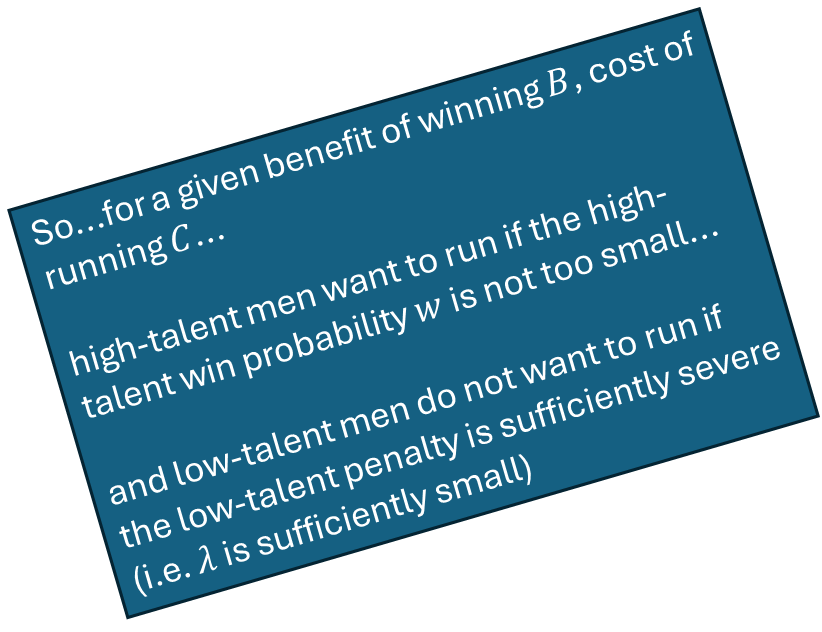 So…for a given benefit of winning B, cost of
running C…
high-talent men want to run if the high-
talent win probability w is not too small…
and low-talent men do not want to run if
the low-talent penalty is sufficiently severe
(i.e. λ is sufficiently small)